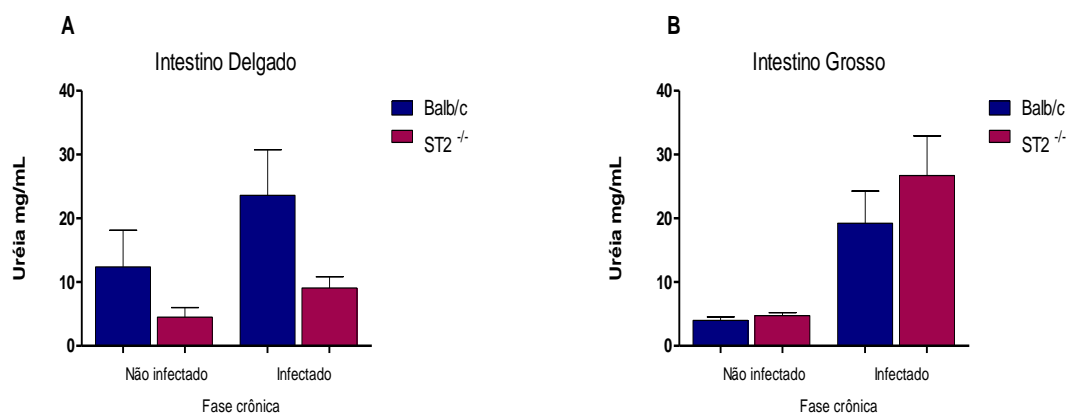 A
Intestino Delgado
40
30
20
10
0
Uréia mg/mL
Não infectado
Infectado
Fase crônica
Balb/c
ST2 -/-
B
Intestino Grosso
40
30
20
10
0
Uréia mg/mL
Não infectado
Infectado
Fase crônica
Balb/c
ST2 -/-